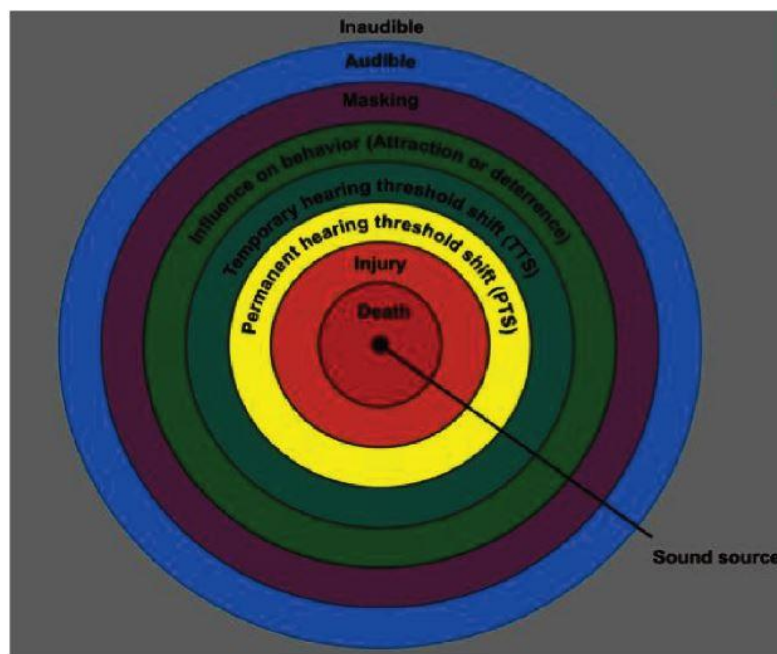 Inaudible
Audible
Masking
Influence on behavior (Attraction or deterrence)
Temporary hearing threshold shift (TTS)
Permanent hearing threshold shift (PTS)
Injury
Death
Sound source